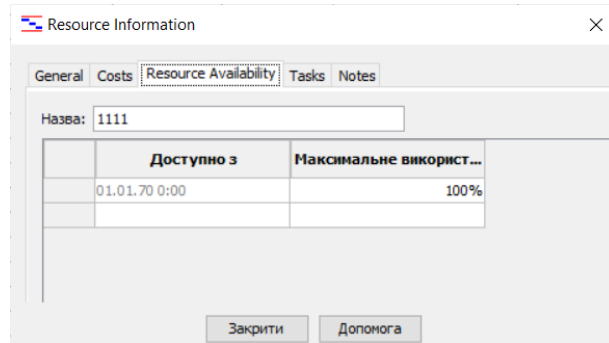 Resource Information
General Costs Resource Availability Tasks Notes
Назва: 1111
Доступно з Максимальне використ...
01.01.70 0:00 100%
Закрити Допомога